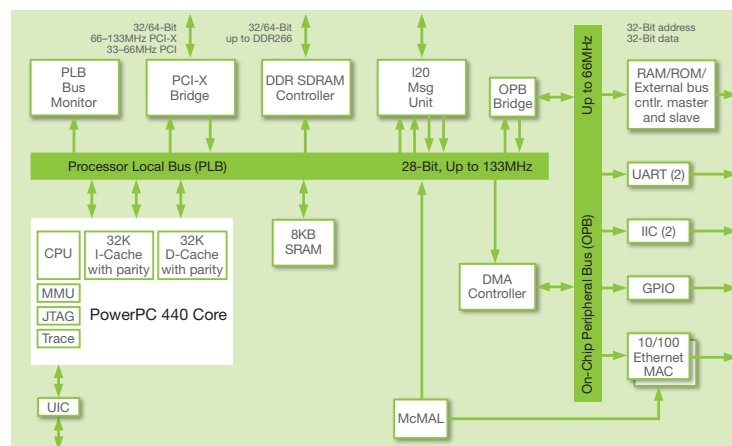 32/64-Bit
66–133MHz PCI-X
33–66MHz PCI
32/64-Bit
up to DDR266
32-Bit address
32-Bit data
PLB
Bus
Monitor
PCI-X
Bridge
DDR SDRAM
Controller
I20
Msg
Unit
OPB
Bridge
Up to 66MHz
RAM/ROM/
External bus
cntlr. master
and slave
Processor Local Bus (PLB)
28-Bit, Up to 133MHz
UART (2)
CPU
32K
I-Cache
with parity
32K
D-Cache
with parity
8KB
SRAM
IIC (2)
On-Chip Peripheral Bus (OPB)
DMA
Controller
GPIO
MMU
JTAG
Trace
PowerPC 440 Core
10/100
Ethernet
MAC
UIC
McMAL